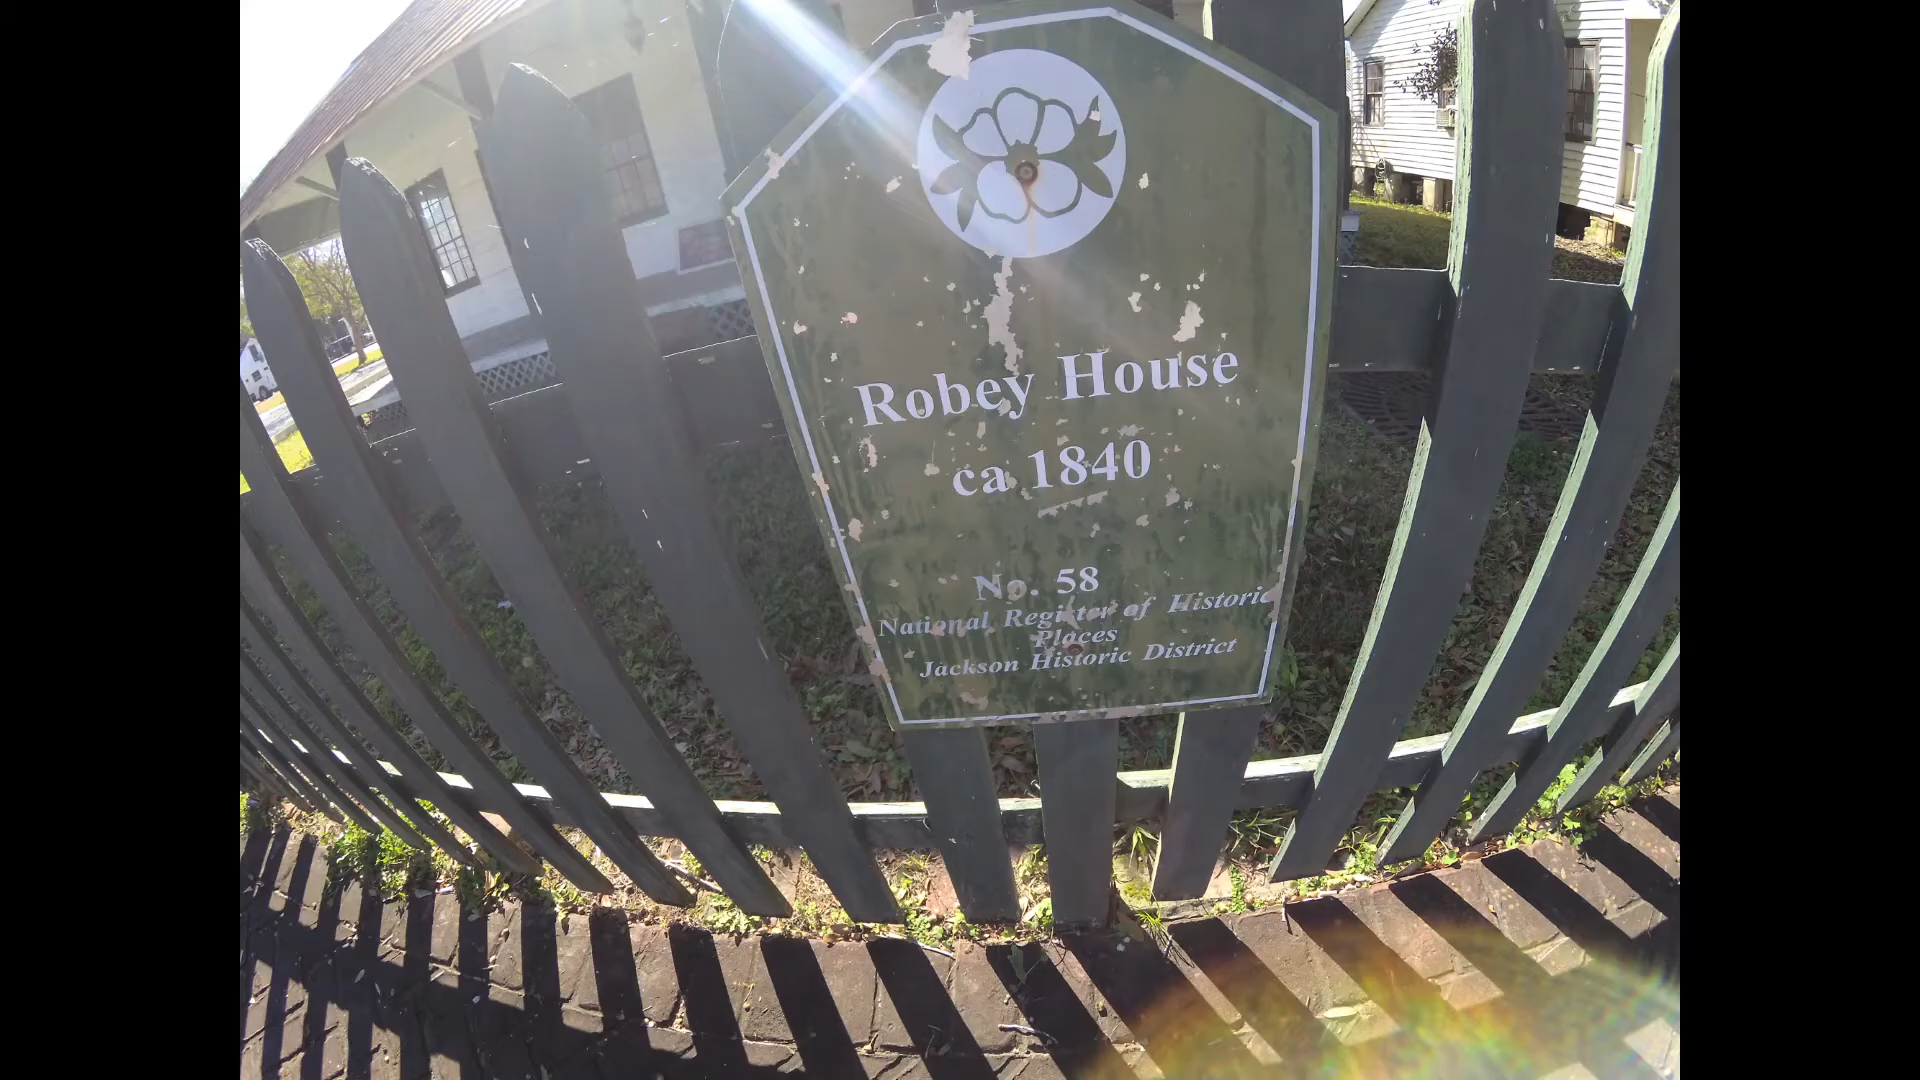 Robey House
ca 1840
No. 58
National Register of Historic
Places
Jackson Historic District